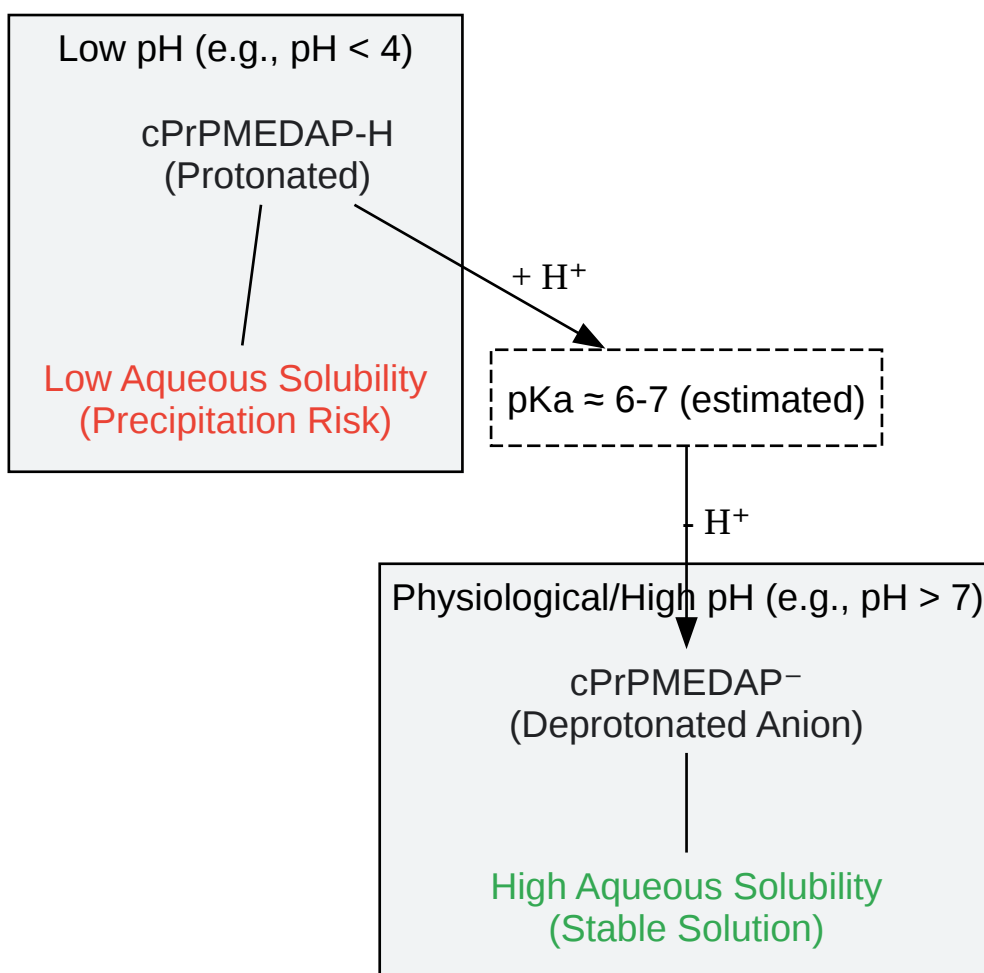 Low pH (e.g., pH < 4)
cPrPMEDAP-H
(Protonated)
+ H⁺
Low Aqueous Solubility
(Precipitation Risk)
pKa ≈ 6-7 (estimated)
- H⁺
Physiological/High pH (e.g., pH > 7)
cPrPMEDAP⁻
(Deprotonated Anion)
High Aqueous Solubility
(Stable Solution)